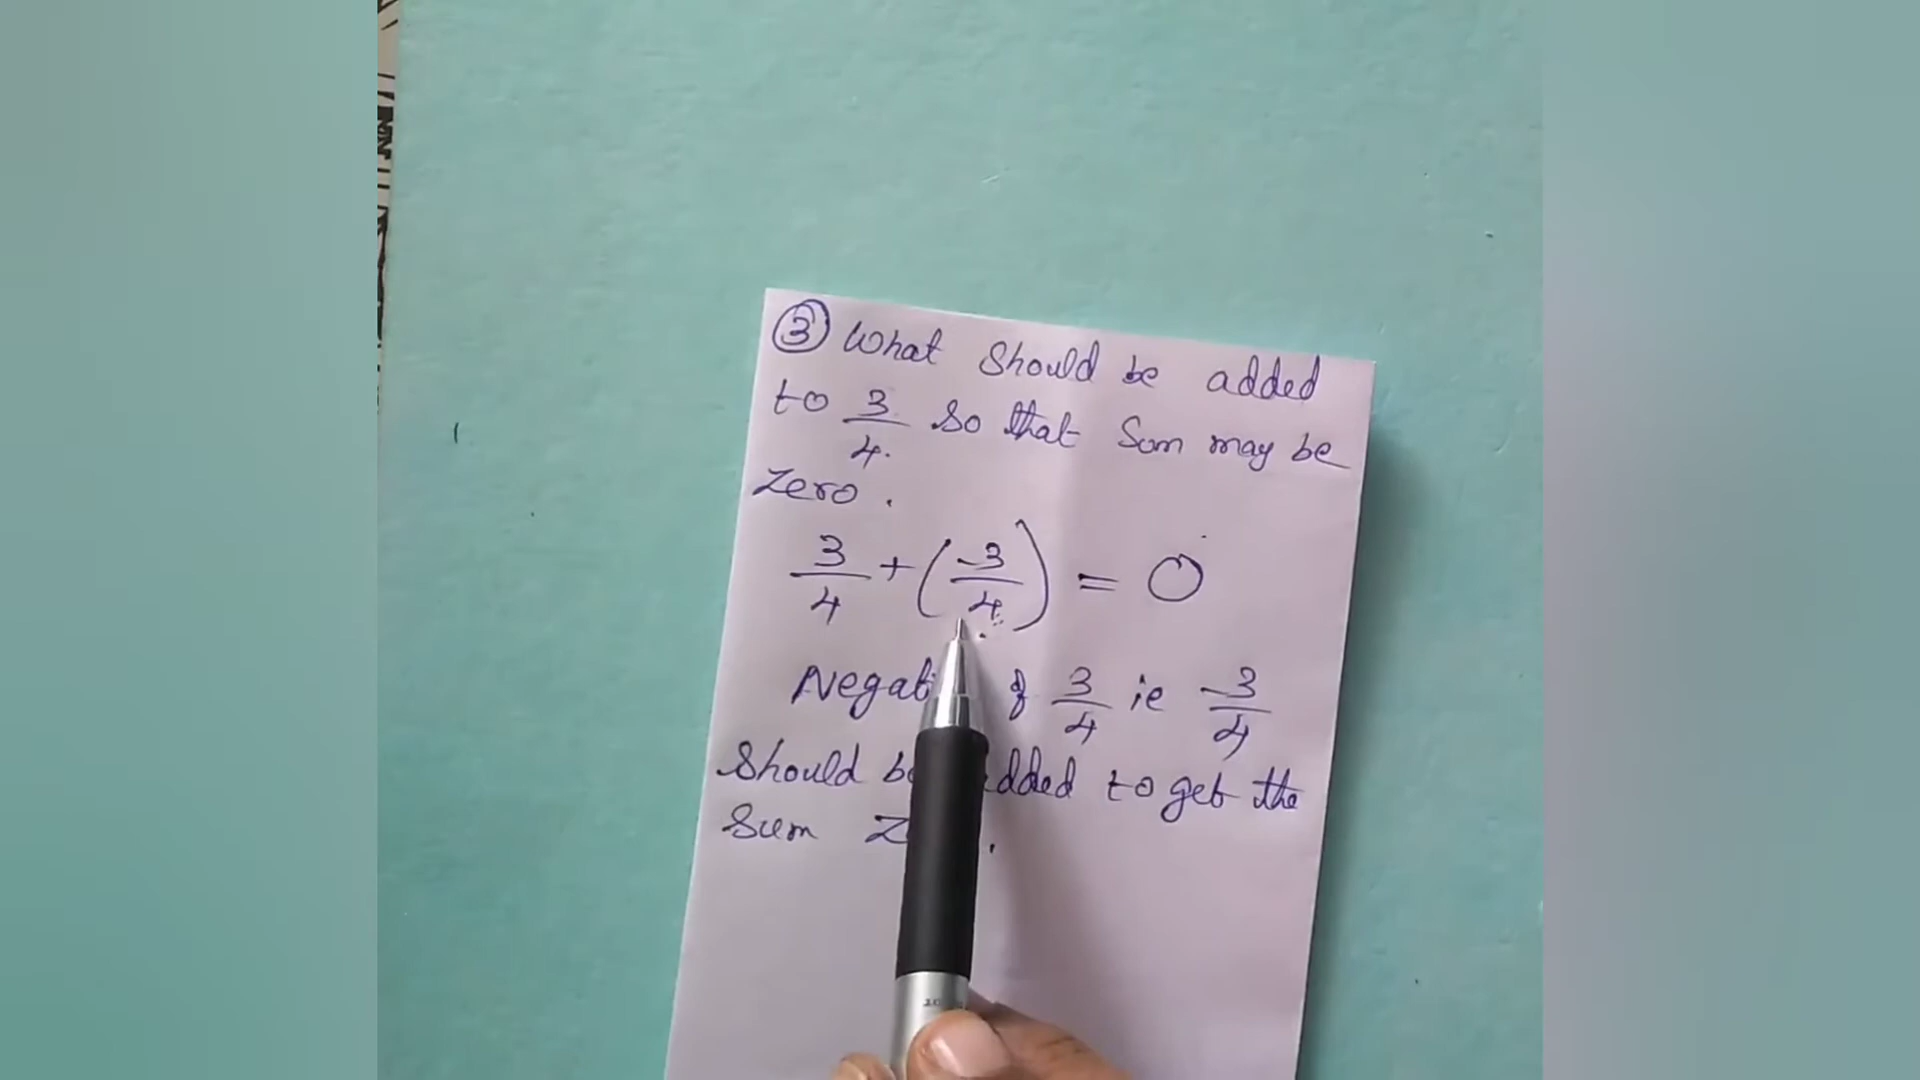 ③ What should be added
to 3/4 so that Sum may be
Zero.
3/4 + (-3/4) = 0
of 3/4 ie -3/4
Should added to get the
Sum